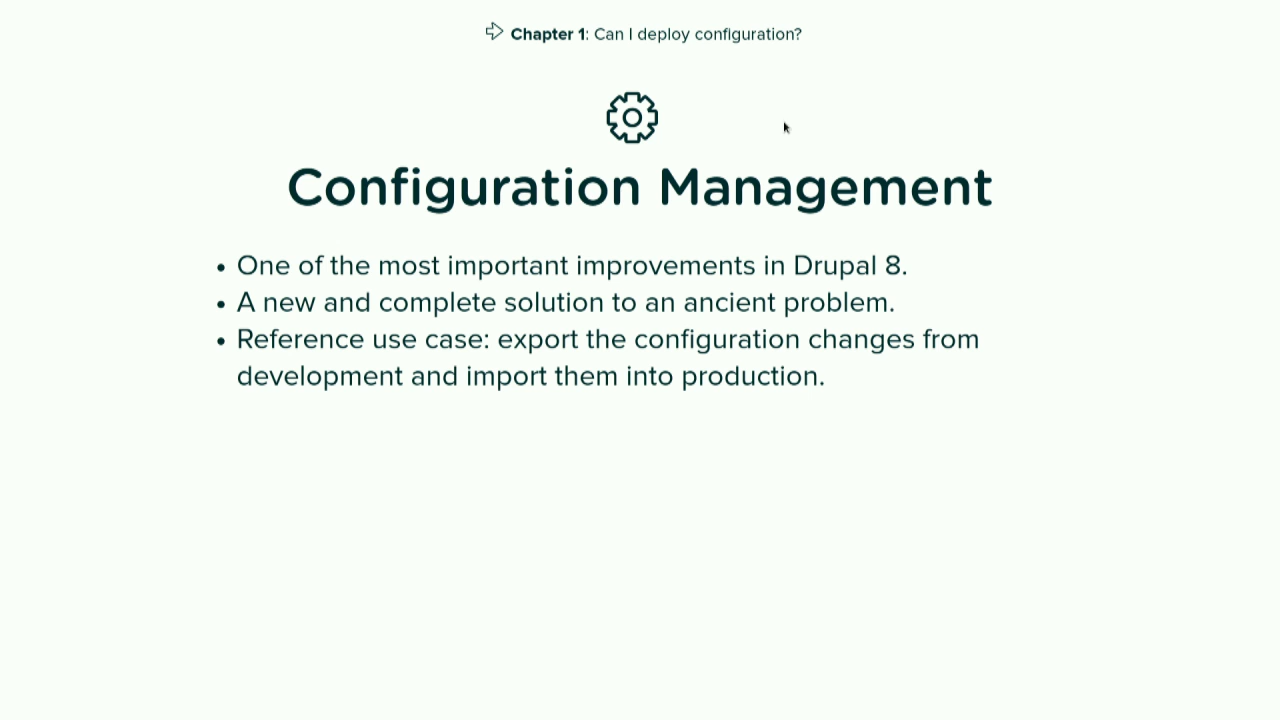 Chapter 1: Can I deploy configuration?
Configuration Management
• One of the most important improvements in Drupal 8.
• A new and complete solution to an ancient problem.
• Reference use case: export the configuration changes from
development and import them into production.